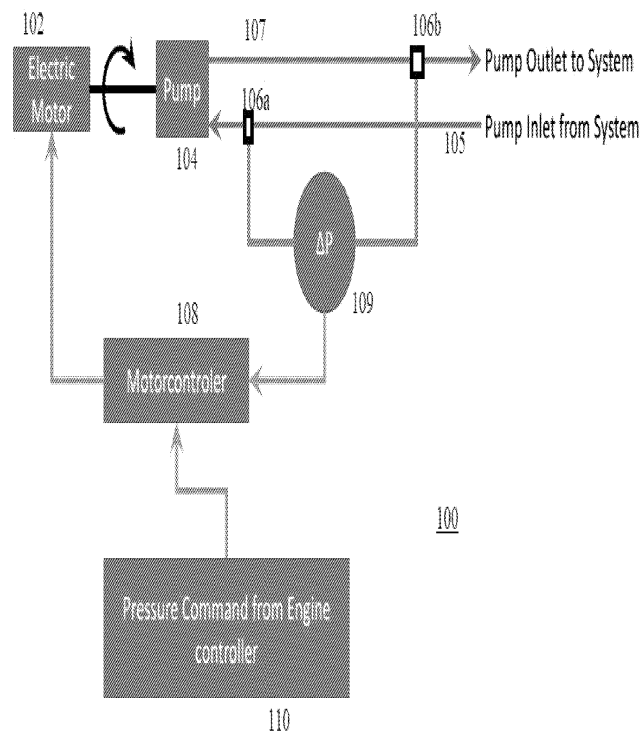 102
107
106b
Electric
Motor
Pump
106a
Pump Outlet to System
Pump Inlet from System
105
104
ΔP
109
108
Motorcontroler
100
Pressure Command from Engine
controller
110